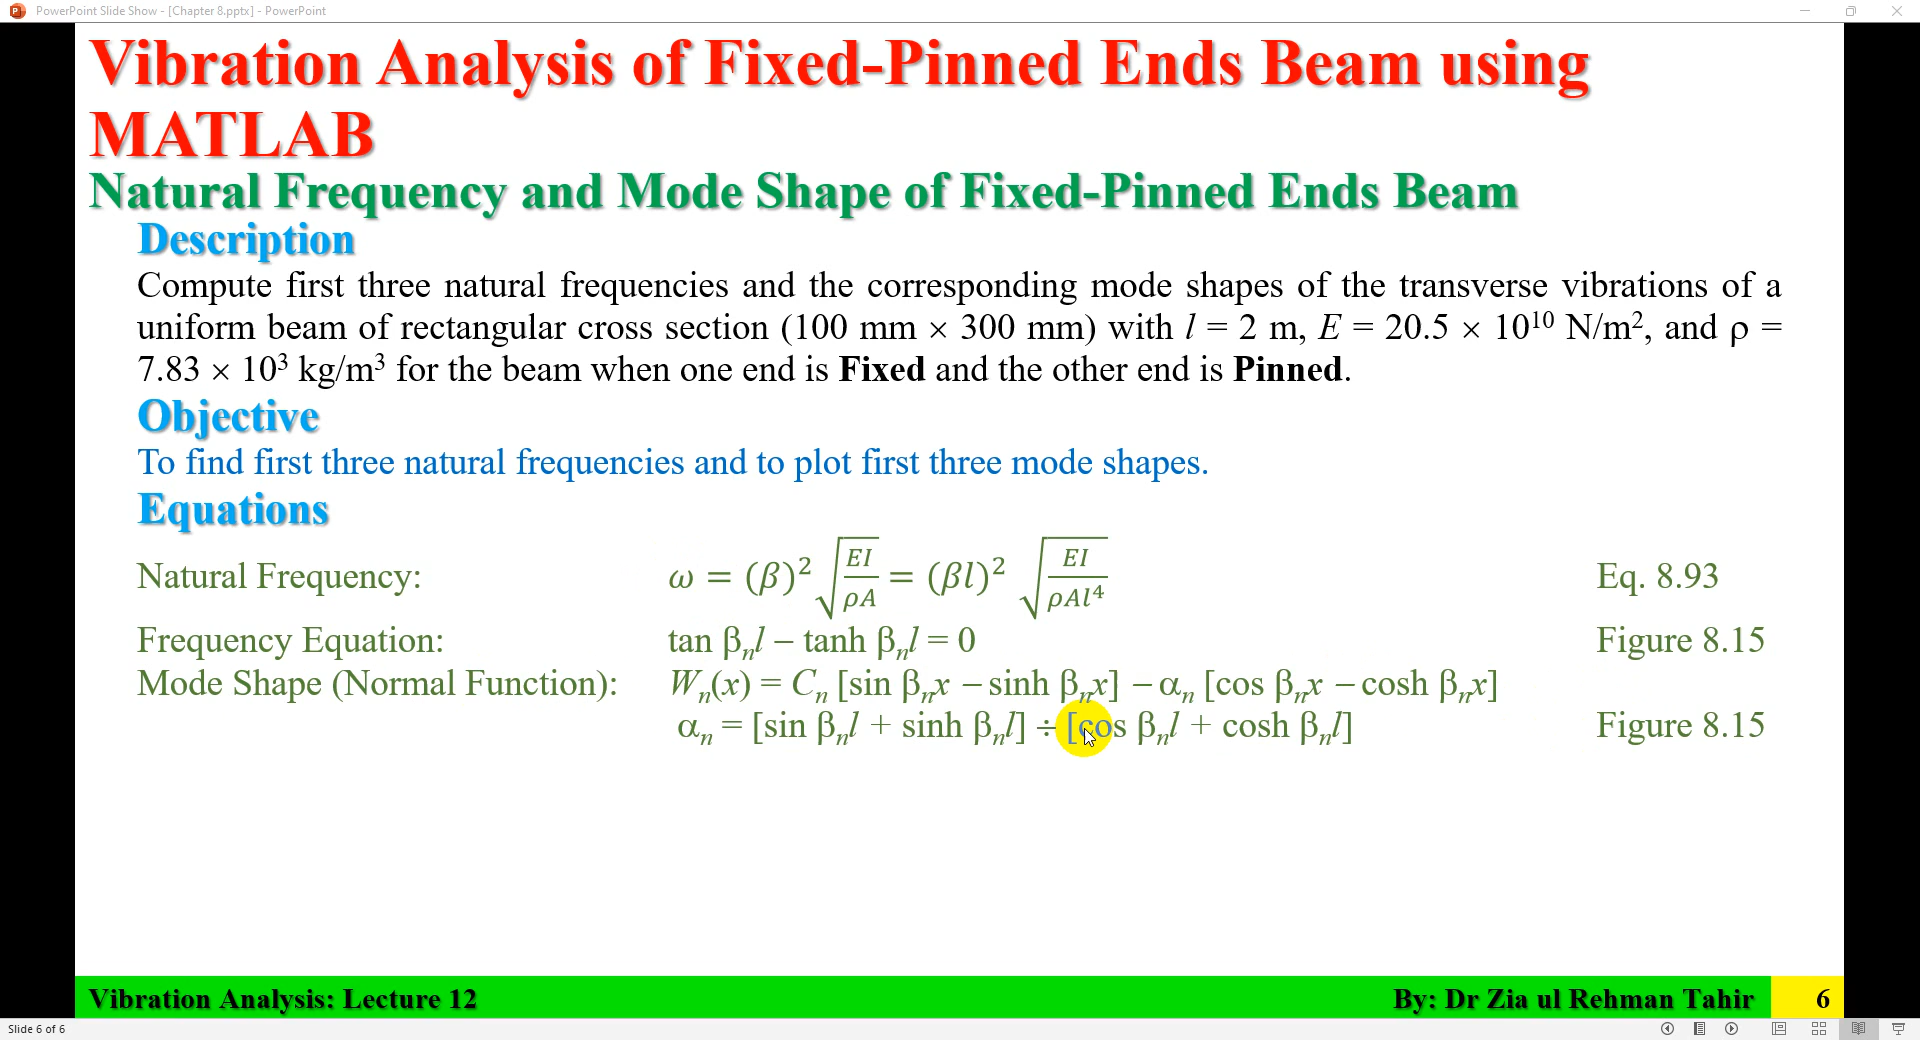 PowerPoint Slide Show - [Chapter 8.pptx] - PowerPoint
Vibration Analysis of Fixed-Pinned Ends Beam using
MATLAB
Natural Frequency and Mode Shape of Fixed-Pinned Ends Beam
Description
Compute first three natural frequencies and the corresponding mode shapes of the transverse vibrations of a
uniform beam of rectangular cross section (100 mm × 300 mm) with l = 2 m, E = 20.5 × 10¹⁰ N/m², and ρ =
7.83 × 10³ kg/m³ for the beam when one end is Fixed and the other end is Pinned.
Objective
To find first three natural frequencies and to plot first three mode shapes.
Equations
Natural Frequency: ω = (β)² √(EI/ρA) = (βl)² √(EI/ρAl⁴) Eq. 8.93
Frequency Equation: tan βₙl – tanh βₙl = 0 Figure 8.15
Mode Shape (Normal Function): Wₙ(x) = Cₙ [sin βₙx – sinh βₙx] – αₙ [cos βₙx – cosh βₙx]
αₙ = [sin βₙl + sinh βₙl] ÷ [cos βₙl + cosh βₙl] Figure 8.15
Vibration Analysis: Lecture 12 By: Dr Zia ul Rehman Tahir 6
Slide 6 of 6